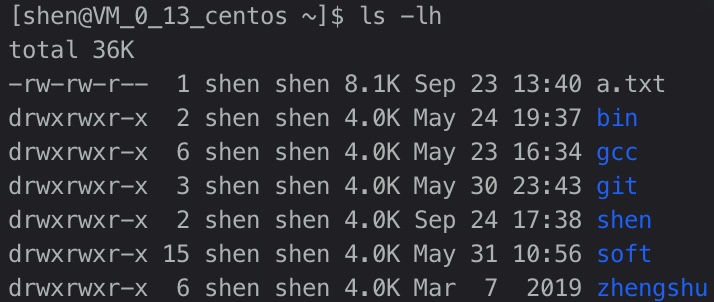 [shen@VM_0_13_centos ~]$ ls -lh
total 36K
-rw-rw-r--  1 shen shen 8.1K Sep 23 13:40 a.txt
drwxrwxr-x  2 shen shen 4.0K May 24 19:37 bin
drwxrwxr-x  6 shen shen 4.0K May 23 16:34 gcc
drwxrwxr-x  3 shen shen 4.0K May 30 23:43 git
drwxrwxr-x  2 shen shen 4.0K Sep 24 17:38 shen
drwxrwxr-x 15 shen shen 4.0K May 31 10:56 soft
drwxrwxr-x  6 shen shen 4.0K Mar  7  2019 zhengshu